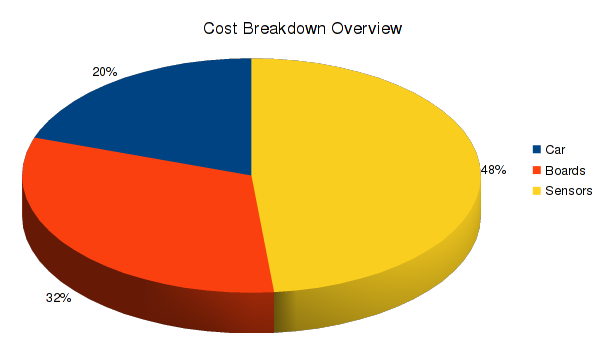 Cost Breakdown Overview
20%
48%
32%
Car
Boards
Sensors